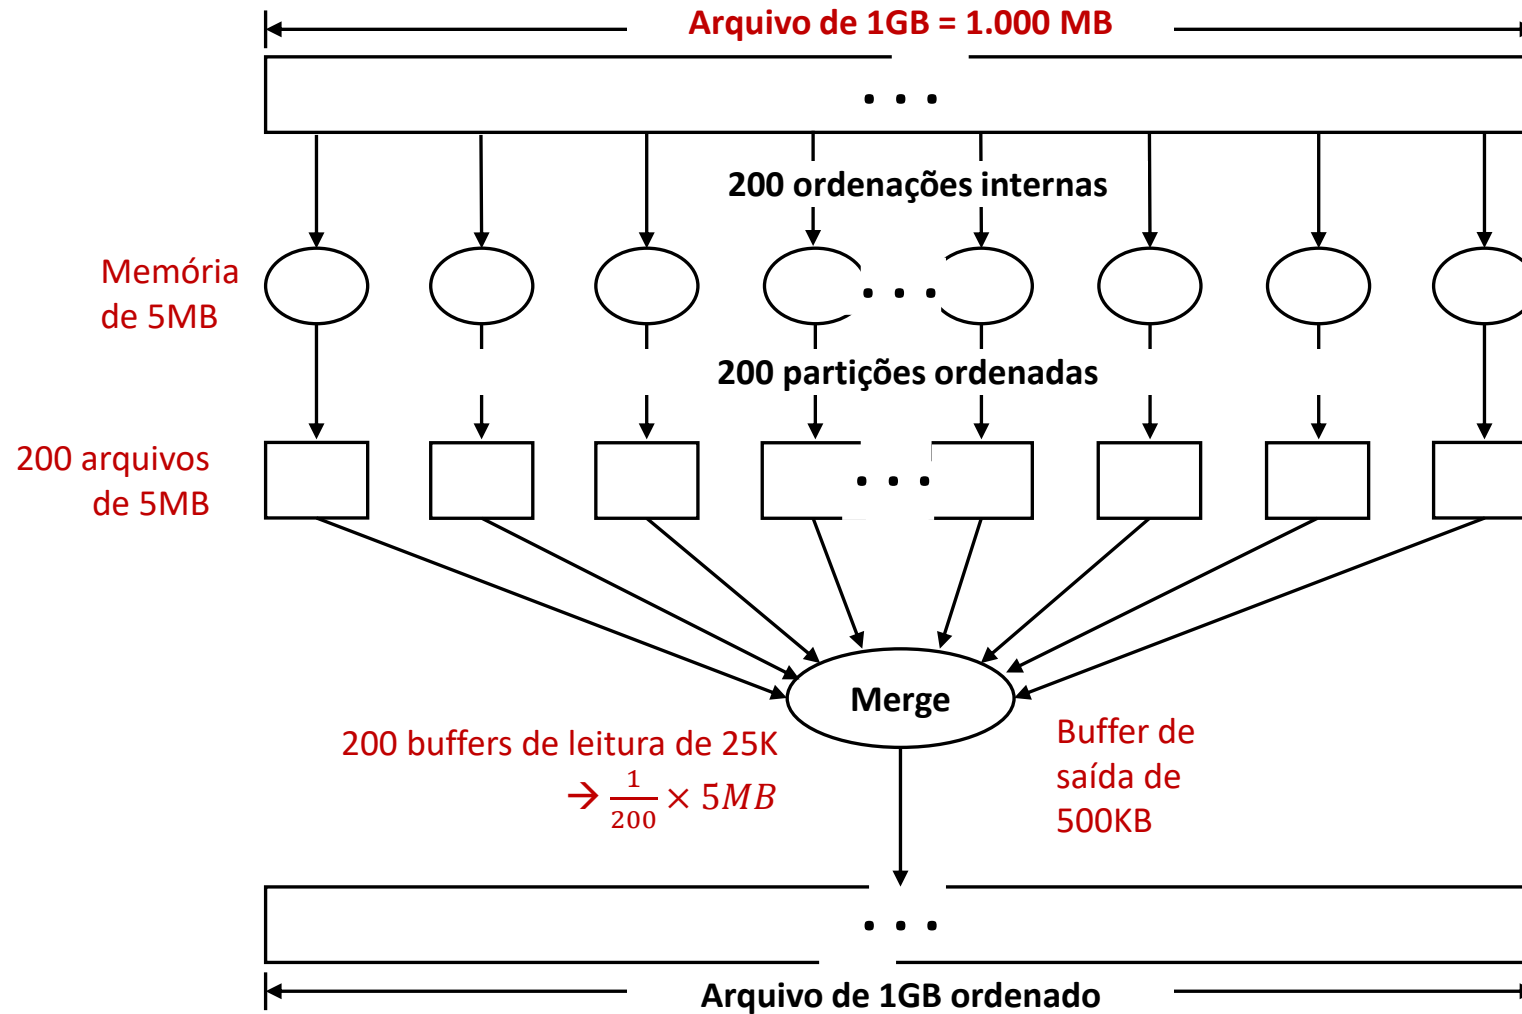 Arquivo de 1GB = 1.000 MB
. . .
200 ordenações internas
Memória
de 5MB
. . .
200 partições ordenadas
200 arquivos
de 5MB
. . .
Merge
200 buffers de leitura de 25K
→ 1/200 × 5MB
Buffer de
saída de
500KB
. . .
Arquivo de 1GB ordenado